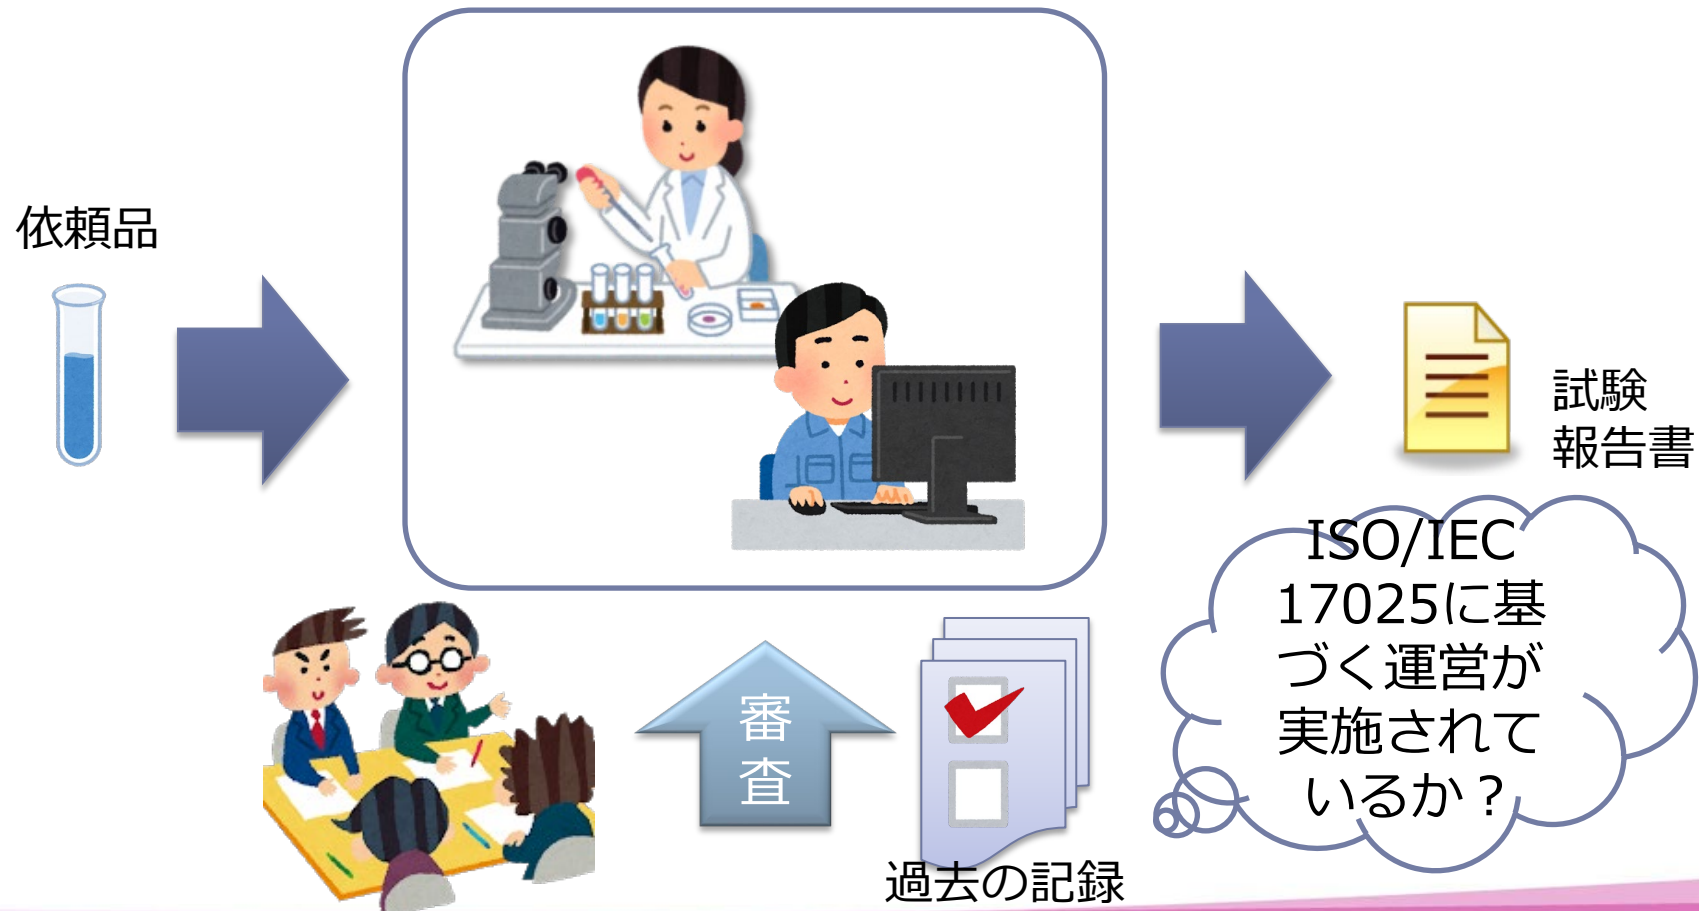 依頼品
試験
報告書
ISO/IEC
17025に基
づく運営が
実施されて
いるか？
審
査
過去の記録